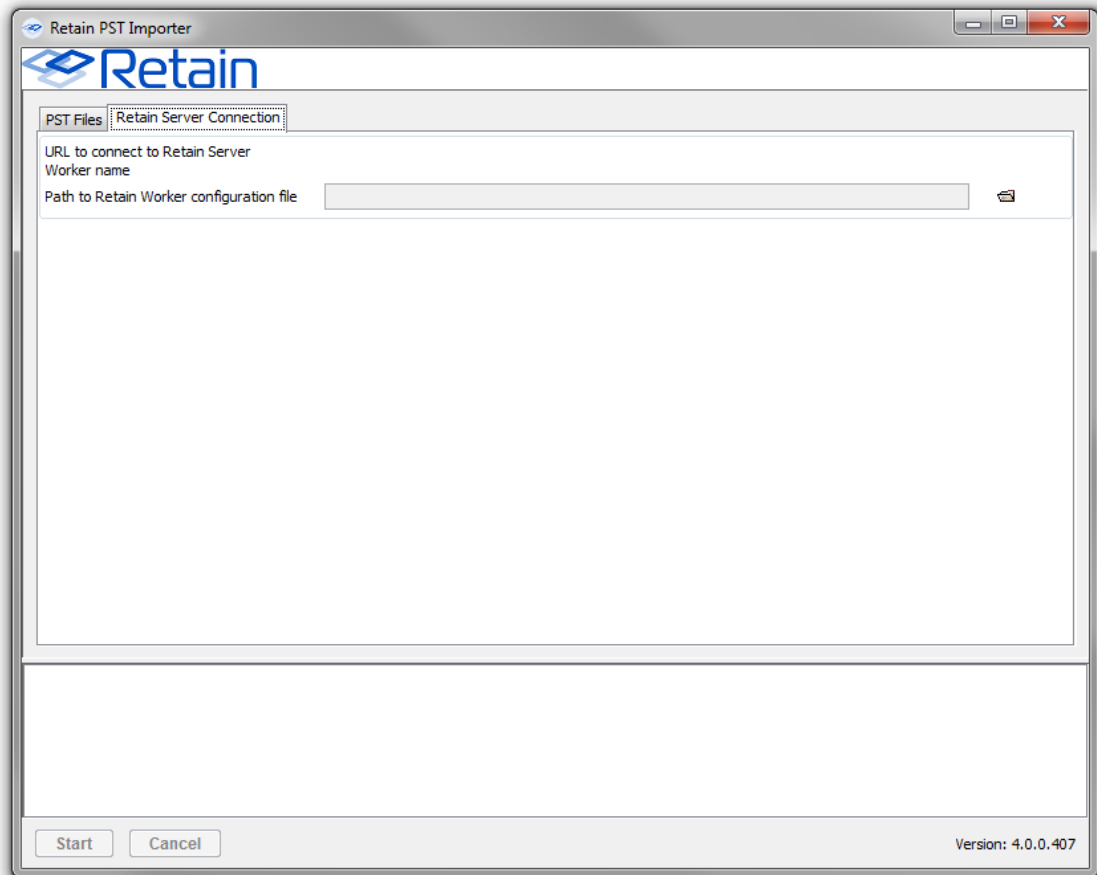 Retain PST Importer
Retain
PST Files Retain Server Connection
URL to connect to Retain Server
Worker name
Path to Retain Worker configuration file
Start Cancel Version: 4.0.0.407